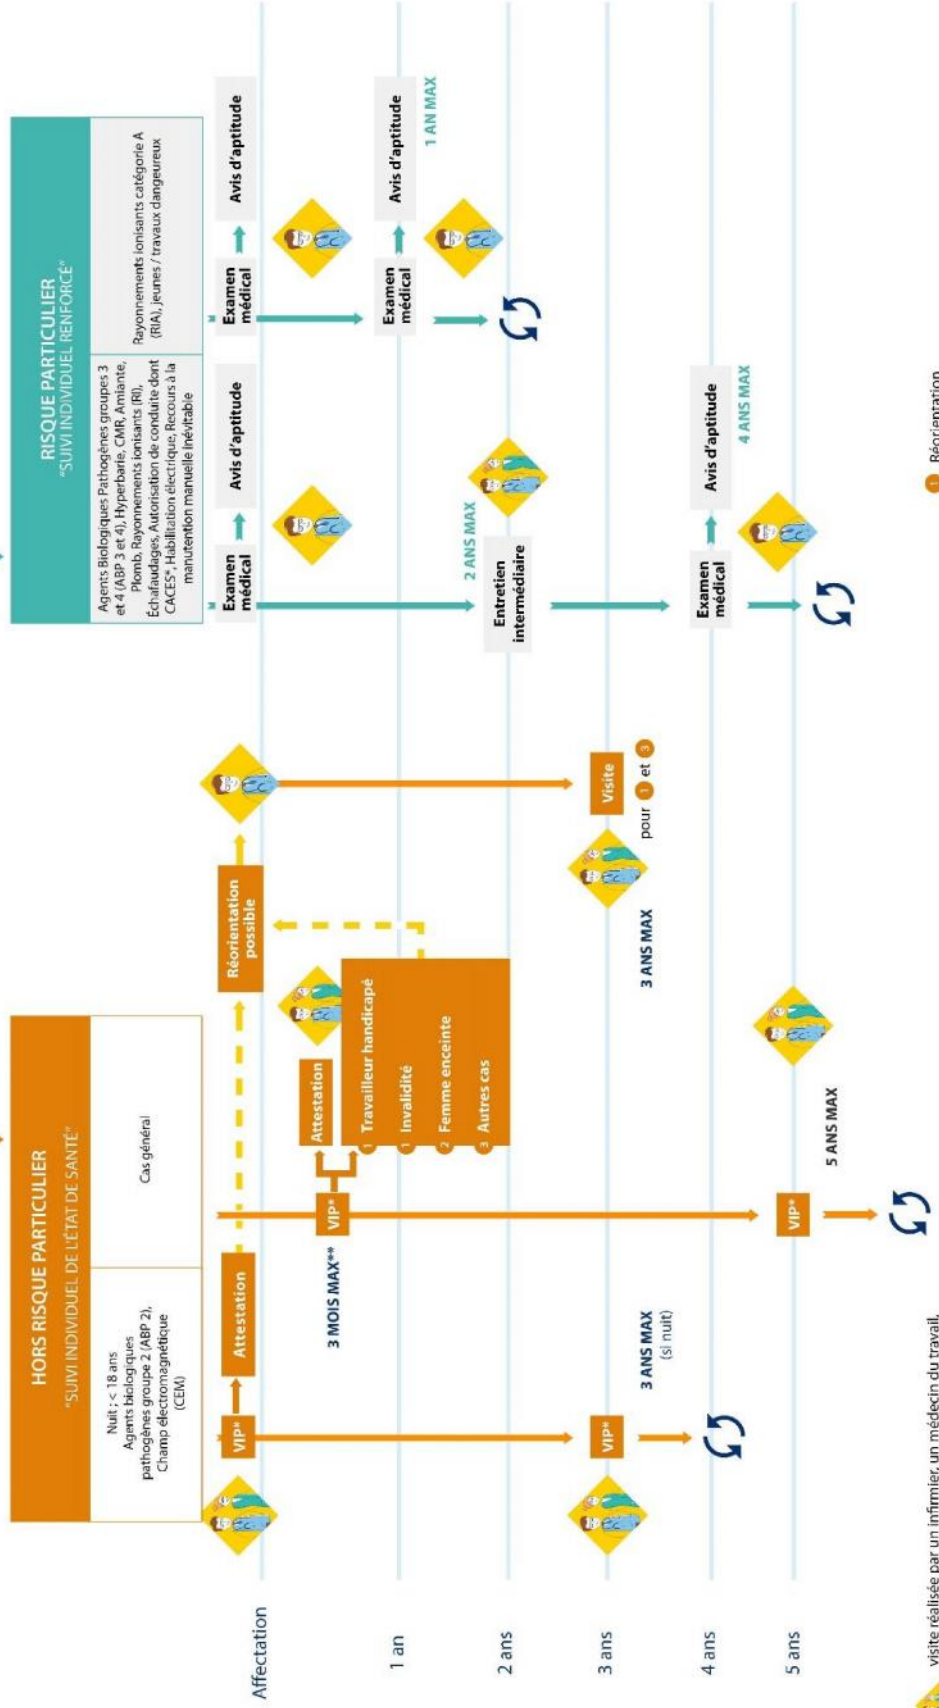 HORS RISQUE PARTICULIER
"SUIVI INDIVIDUEL DE L'ÉTAT DE SANTÉ"
Nuit ; < 18 ans
Agents biologiques
pathogènes groupe 2 (ABP 2),
Champ électromagnétique
(CEM)
Cas général
RISQUE PARTICULIER
"SUIVI INDIVIDUEL RENFORCÉ"
Agents Biologiques Pathogènes groupes 3
et 4 (ABP 3 et 4), Hyperbarie, CMR, Amiante,
Plomb, Rayonnements ionisants (RI),
Échafaudages, Autorisation de conduite dont
CACES*, Habilitation électrique, Recours à la
manutention manuelle inévitable
Rayonnements ionisants catégorie A
(RIA), jeunes / travaux dangeureux
Affectation
VIP*
Attestation
Réorientation
possible
Examen
médical
Avis d'aptitude
Examen
médical
Avis d'aptitude
3 MOIS MAX**
VIP*
Attestation
1 Travailleur handicapé
1 Invalidité
2 Femme enceinte
3 Autres cas
1 an
Examen
médical
Avis d'aptitude
1 AN MAX
2 ans
Entretien
intermédiaire
2 ANS MAX
3 ans
VIP*
3 ANS MAX
(si nuit)
3 ANS MAX
Visite
pour 1 et 3
4 ans
Examen
médical
Avis d'aptitude
4 ANS MAX
5 ans
VIP*
5 ANS MAX
visite réalisée par un infirmier, un médecin du travail,
1 Réorientation